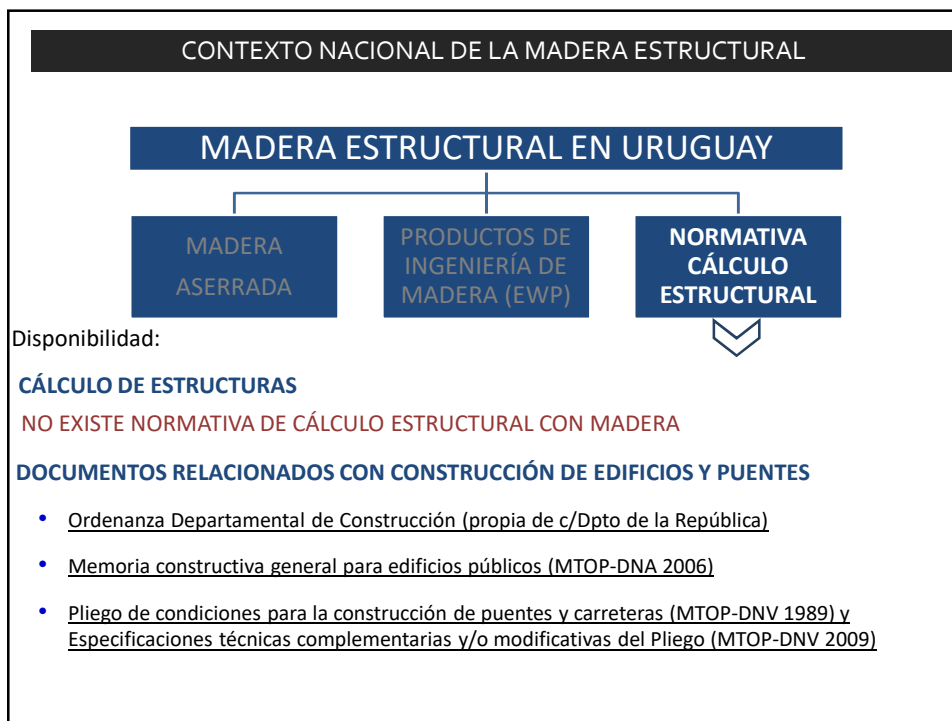 CONTEXTO NACIONAL DE LA MADERA ESTRUCTURAL
MADERA ESTRUCTURAL EN URUGUAY
MADERA
ASERRADA
PRODUCTOS DE
INGENIERÍA DE
MADERA (EWP)
NORMATIVA
CÁLCULO
ESTRUCTURAL
Disponibilidad:
CÁLCULO DE ESTRUCTURAS
NO EXISTE NORMATIVA DE CÁLCULO ESTRUCTURAL CON MADERA
DOCUMENTOS RELACIONADOS CON CONSTRUCCIÓN DE EDIFICIOS Y PUENTES
• Ordenanza Departamental de Construcción (propia de c/Dpto de la República)
• Memoria constructiva general para edificios públicos (MTOP-DNA 2006)
• Pliego de condiciones para la construcción de puentes y carreteras (MTOP-DNV 1989) y
Especificaciones técnicas complementarias y/o modificativas del Pliego (MTOP-DNV 2009)